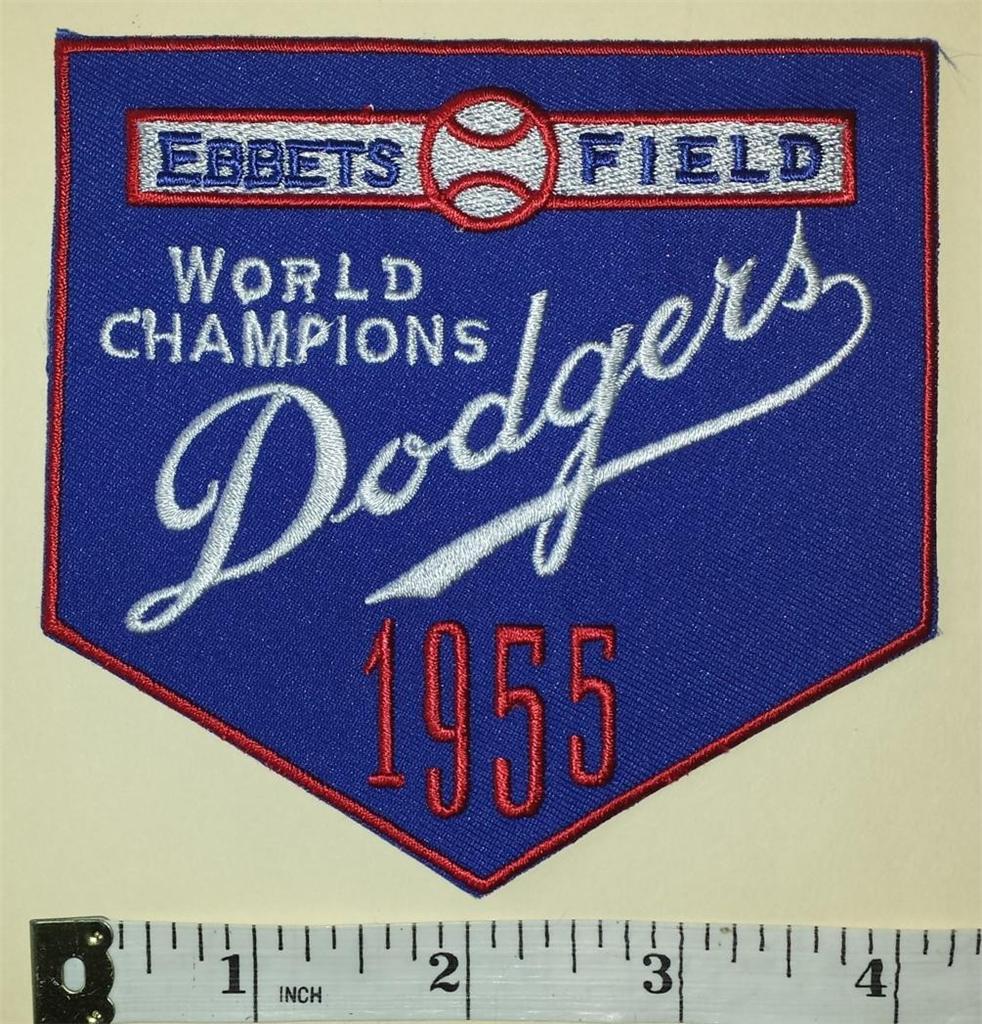 EBBETS FIELD
WORLD
CHAMPIONS
Dodgers
1955
1 2 3 4
INCH